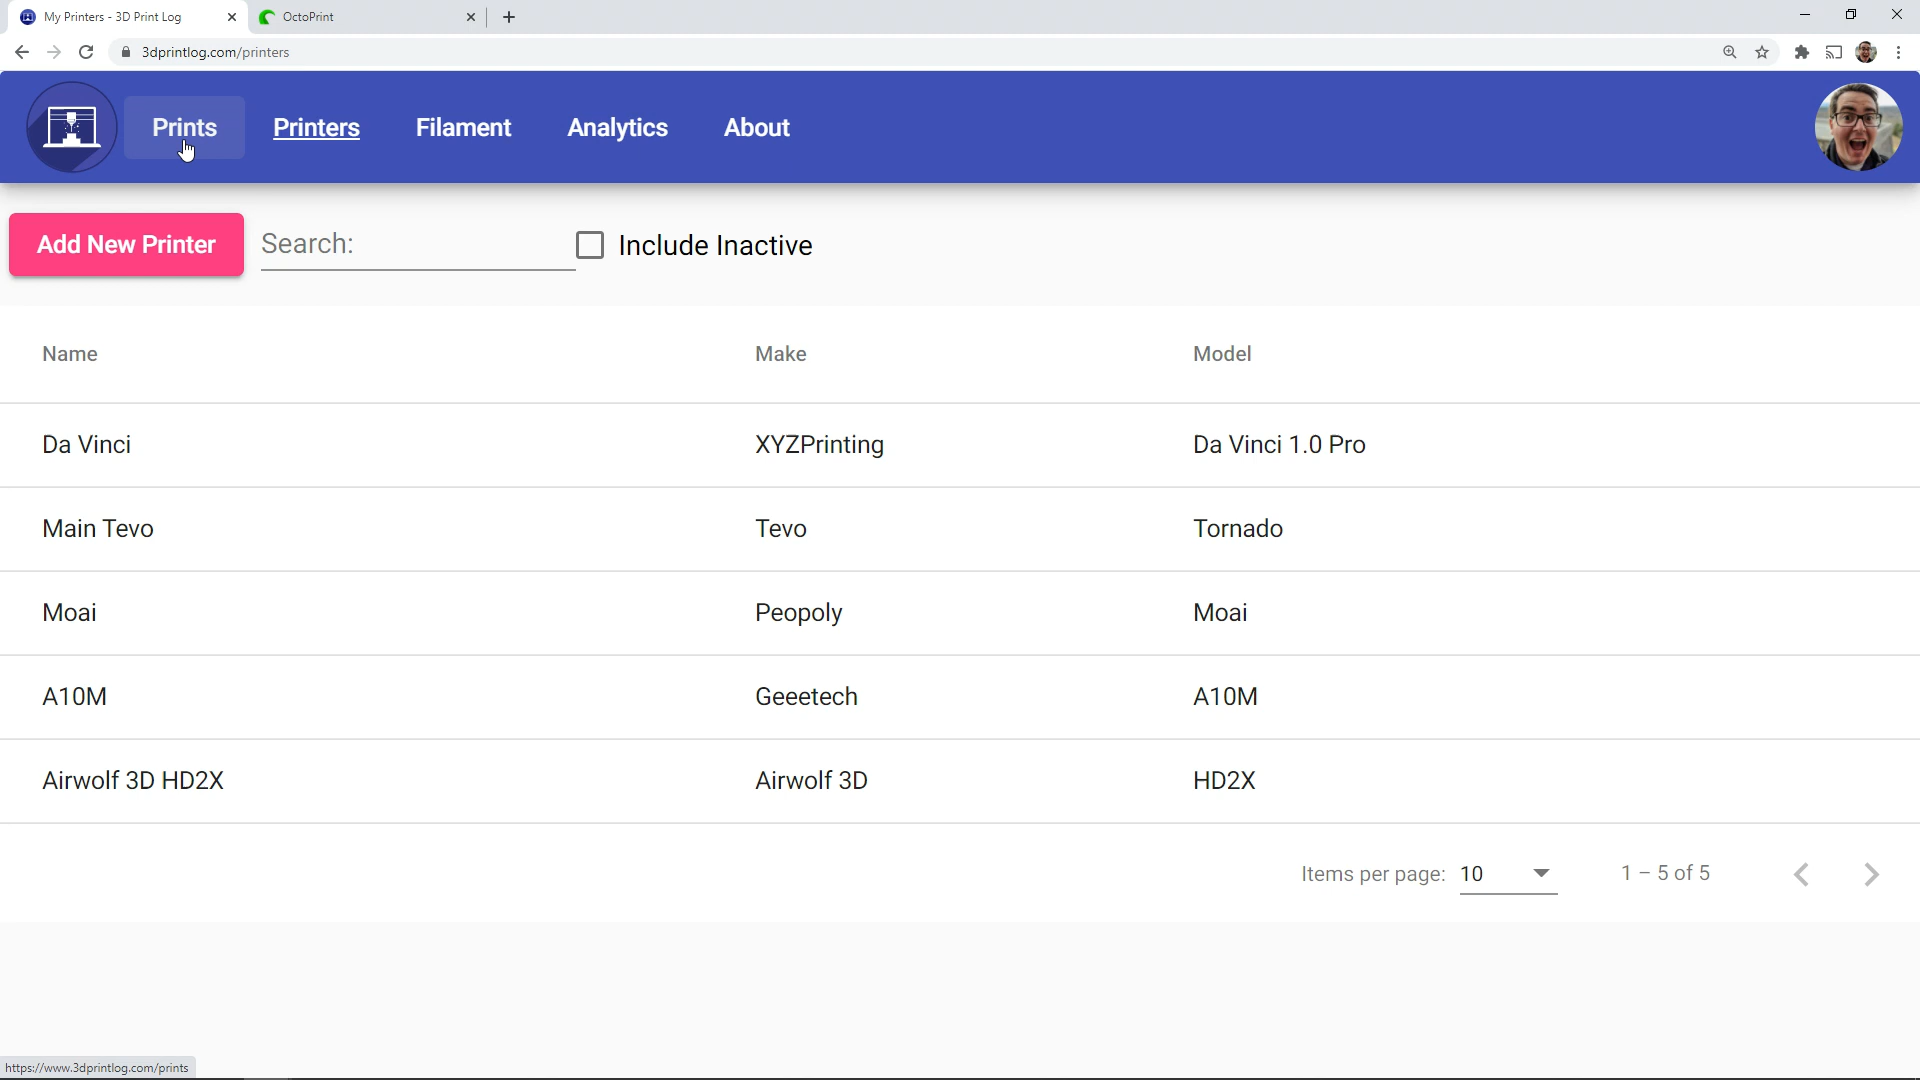 My Printers - 3D Print Log
OctoPrint
3dprintlog.com/printers
Prints Printers Filament Analytics About
Add New Printer Search: Include Inactive
Name Make Model
Da Vinci XYZPrinting Da Vinci 1.0 Pro
Main Tevo Tevo Tornado
Moai Peopoly Moai
A10M Geeetech A10M
Airwolf 3D HD2X Airwolf 3D HD2X
Items per page: 10 1 – 5 of 5
https://www.3dprintlog.com/prints